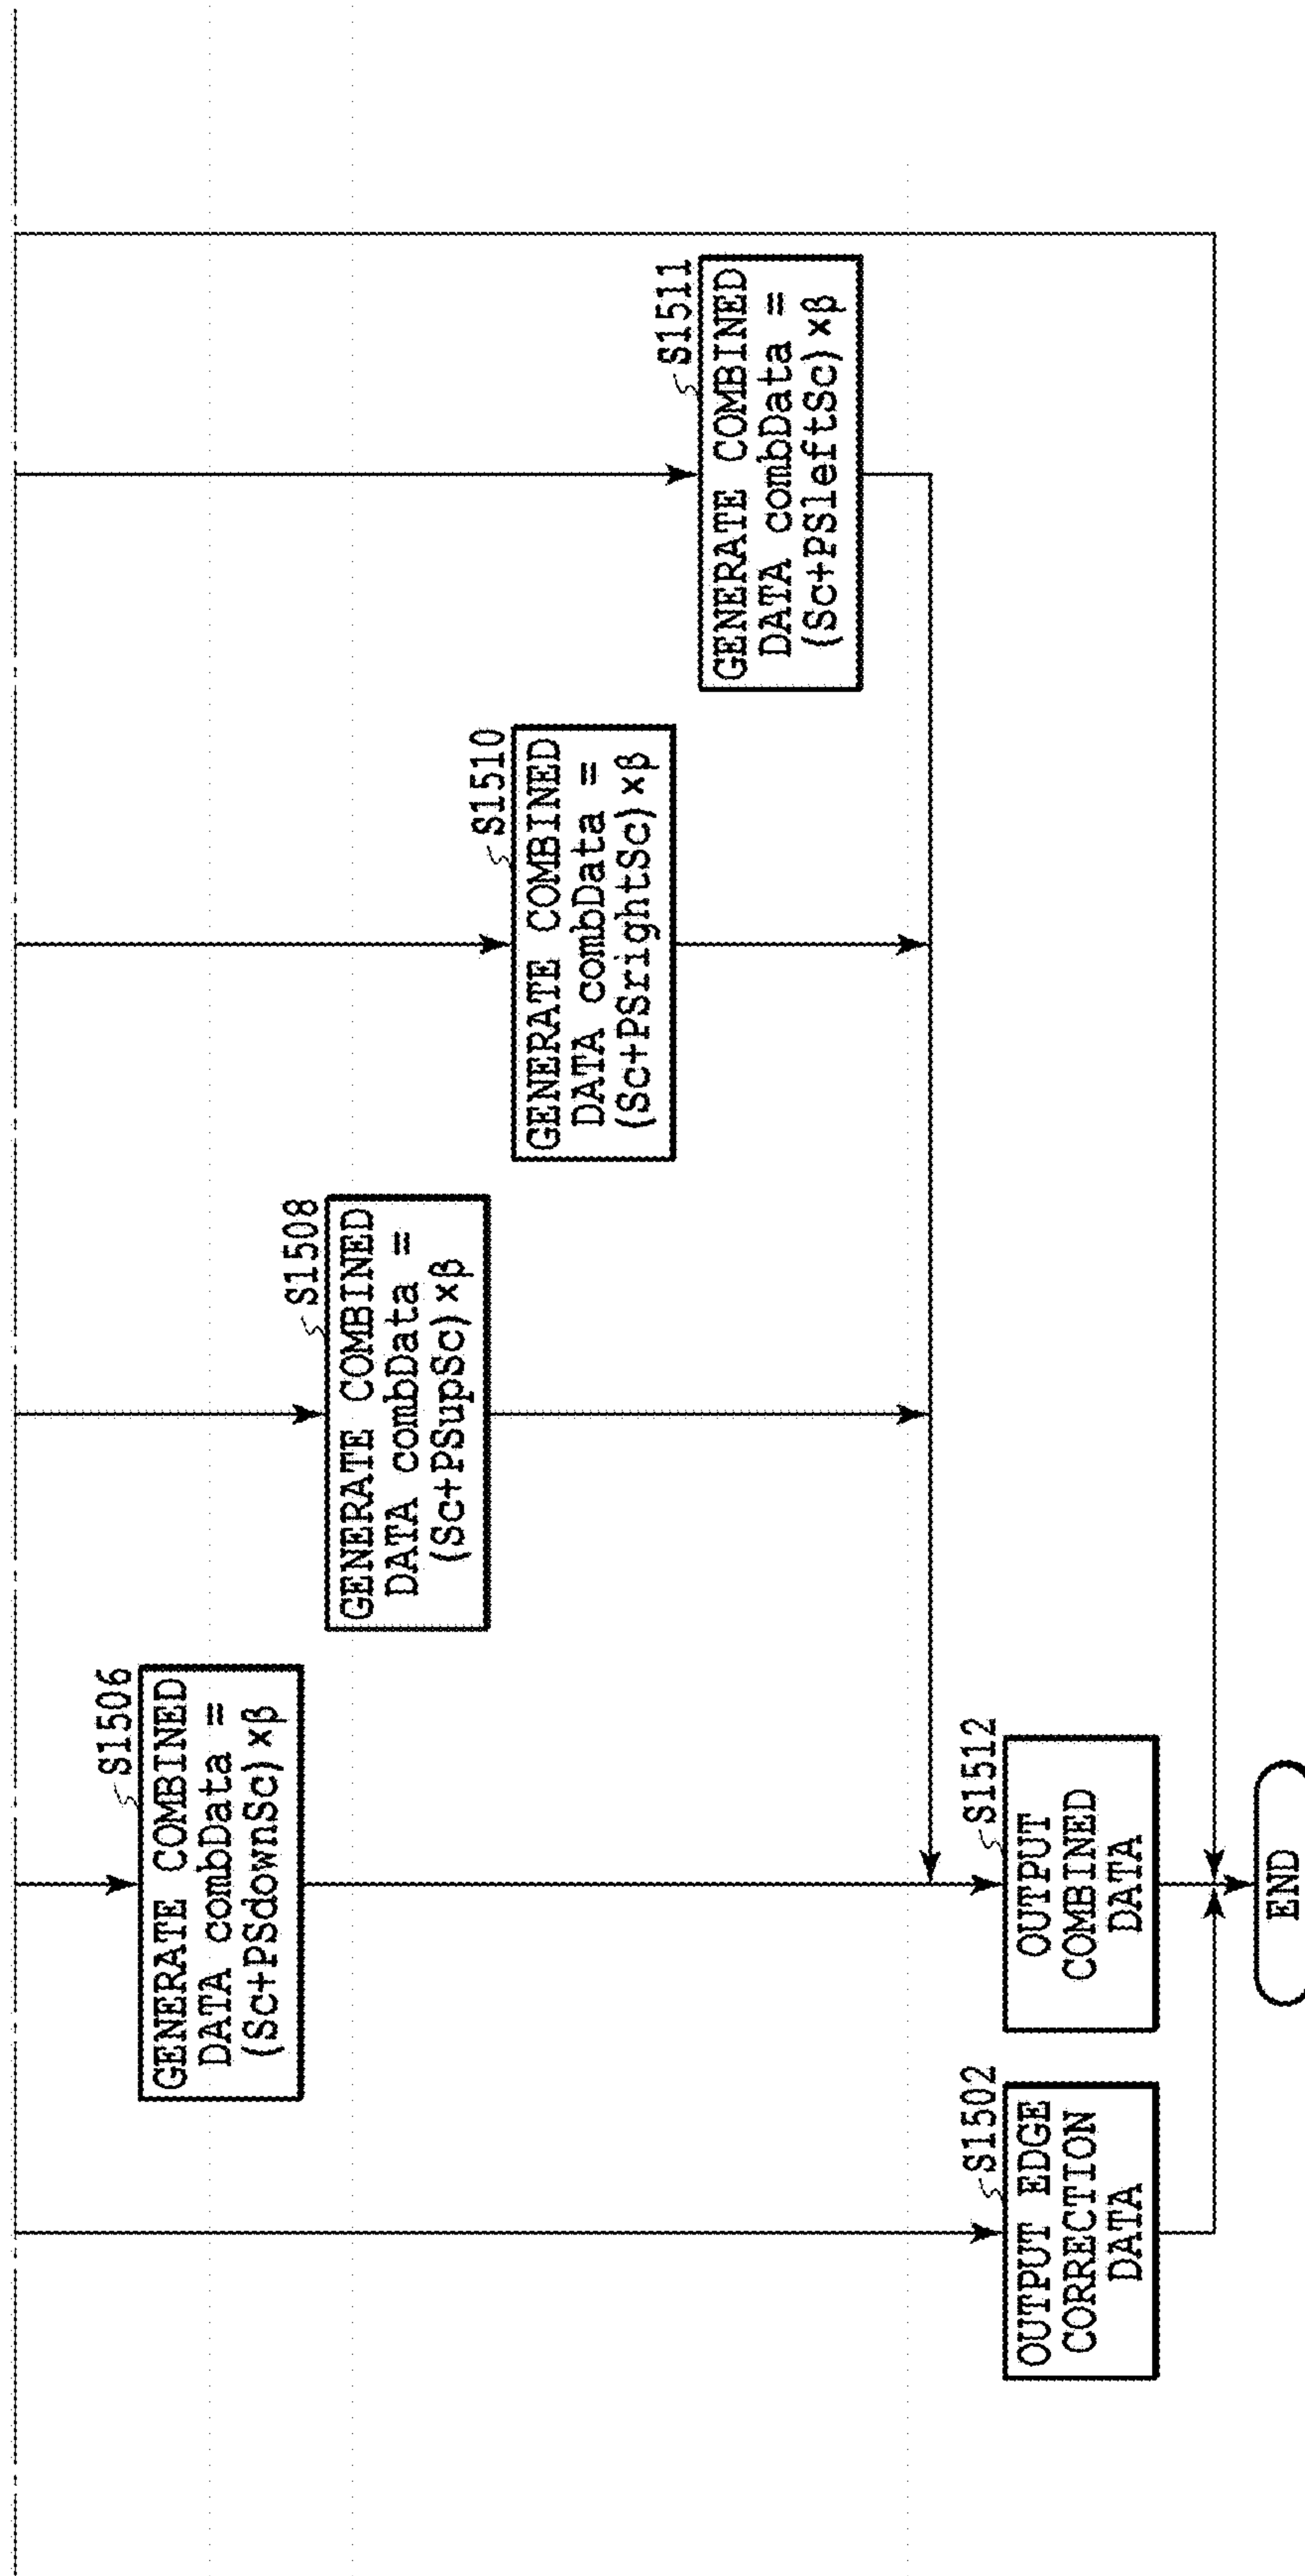 S1506
GENERATE COMBINED
DATA combData =
(Sc+PSdownSc)×β
S1508
GENERATE COMBINED
DATA combData =
(Sc+PSupSc)×β
S1510
GENERATE COMBINED
DATA combData =
(Sc+PSrightSc)×β
S1511
GENERATE COMBINED
DATA combData =
(Sc+PSleftSc)×β
S1502
OUTPUT EDGE
CORRECTION
DATA
S1512
OUTPUT
COMBINED
DATA
END